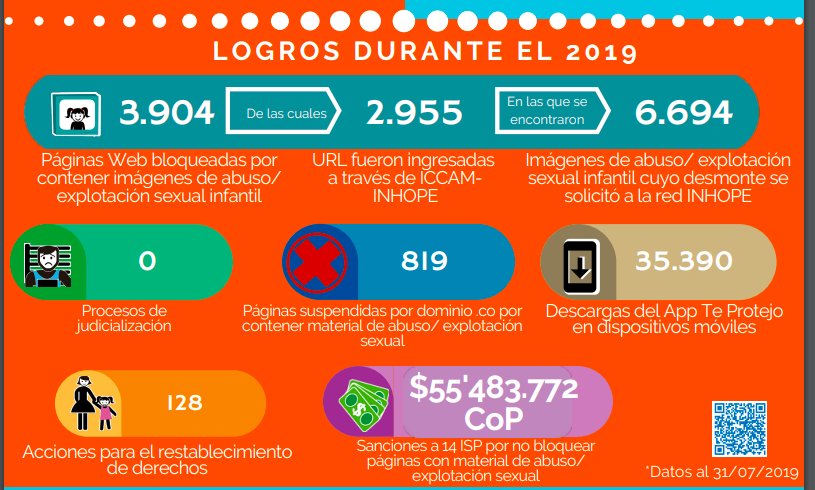 LOGROS DURANTE EL 2019
3.904
De las cuales
2.955
En las que se
encontraron
6.694
Páginas Web bloqueadas por
contener imágenes de abuso/
explotación sexual infantil
URL fueron ingresadas
a través de ICCAM-
INHOPE
Imágenes de abuso/ explotación
sexual infantil cuyo desmonte se
solicitó a la red INHOPE
0
Procesos de
judicialización
819
Páginas suspendidas por dominio .co por
contener material de abuso/ explotación
sexual
35.390
Descargas del App Te Protejo
en dispositivos móviles
128
Acciones para el restablecimiento
de derechos
$55'483.772
CoP
Sanciones a 14 ISP por no bloquear
páginas con material de abuso/
explotación sexual
*Datos al 31/07/2019